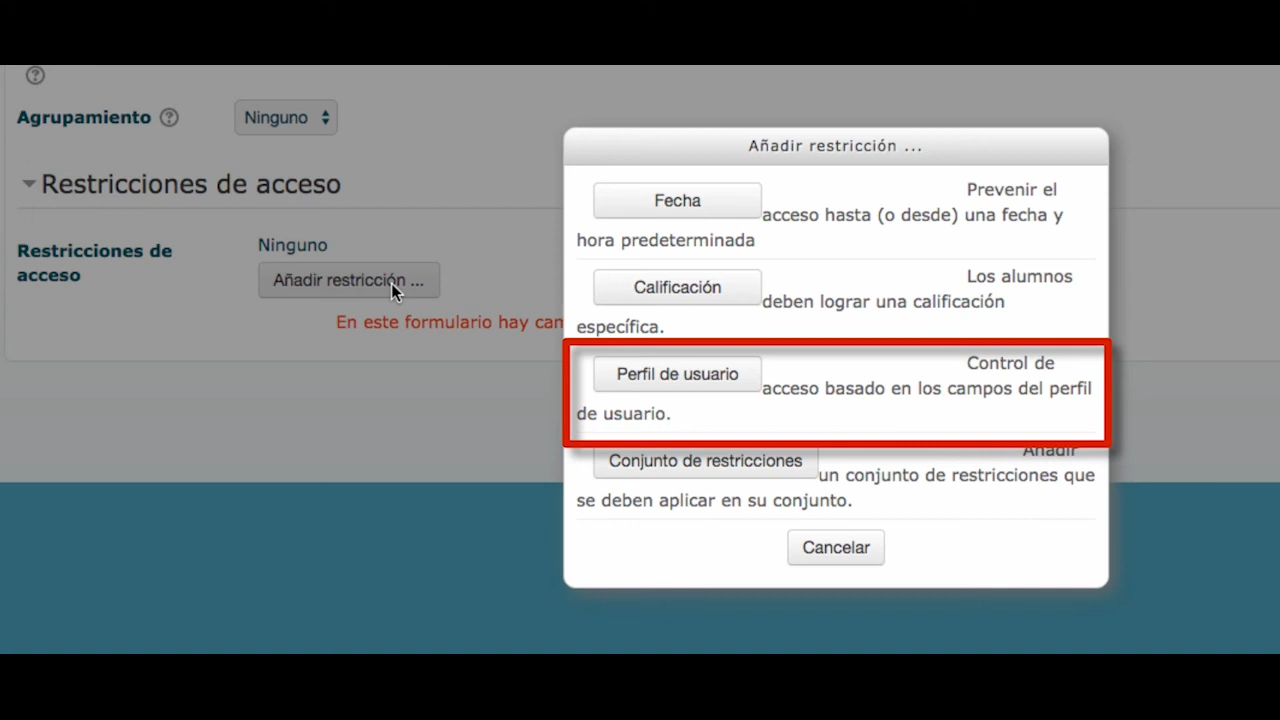 Agrupamiento
Ninguno
Restricciones de acceso
Restricciones de
acceso
Ninguno
Añadir restricción ...
En este formulario hay
Añadir restricción ...
Fecha
Prevenir el
acceso hasta (o desde) una fecha y
hora predeterminada
Calificación
Los alumnos
deben lograr una calificación
específica.
Perfil de usuario
Control de
acceso basado en los campos del perfil
de usuario.
Conjunto de restricciones
Añadir
un conjunto de restricciones que
se deben aplicar en su conjunto.
Cancelar